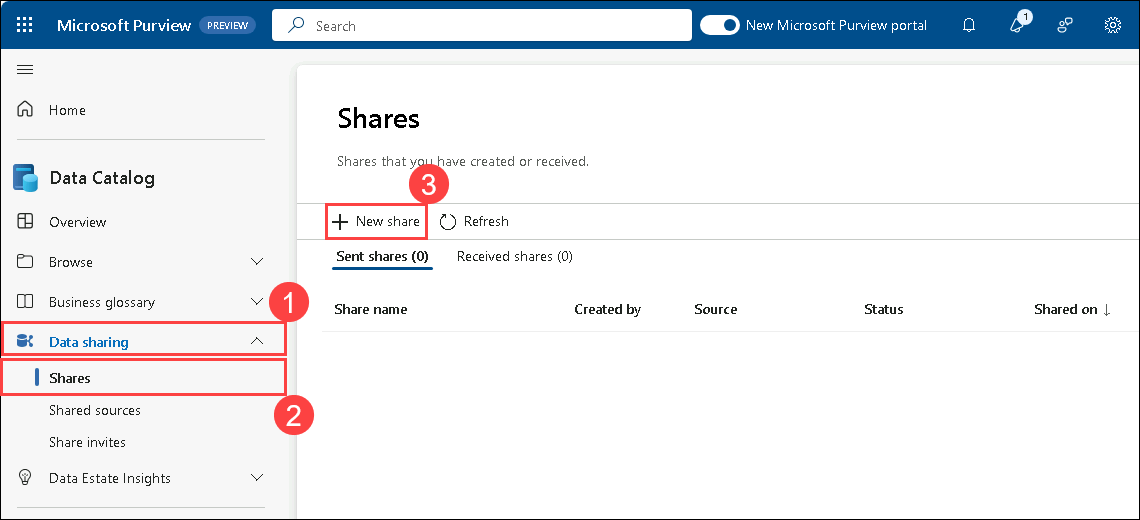 Microsoft Purview PREVIEW Search New Microsoft Purview portal 1
Home
Data Catalog
Overview
Browse
Business glossary 1
Data sharing
Shares
2
Shared sources
Share invites
Data Estate Insights
Shares
Shares that you have created or received.
3
New share Refresh
Sent shares (0) Received shares (0)
Share name Created by Source Status Shared on ↓